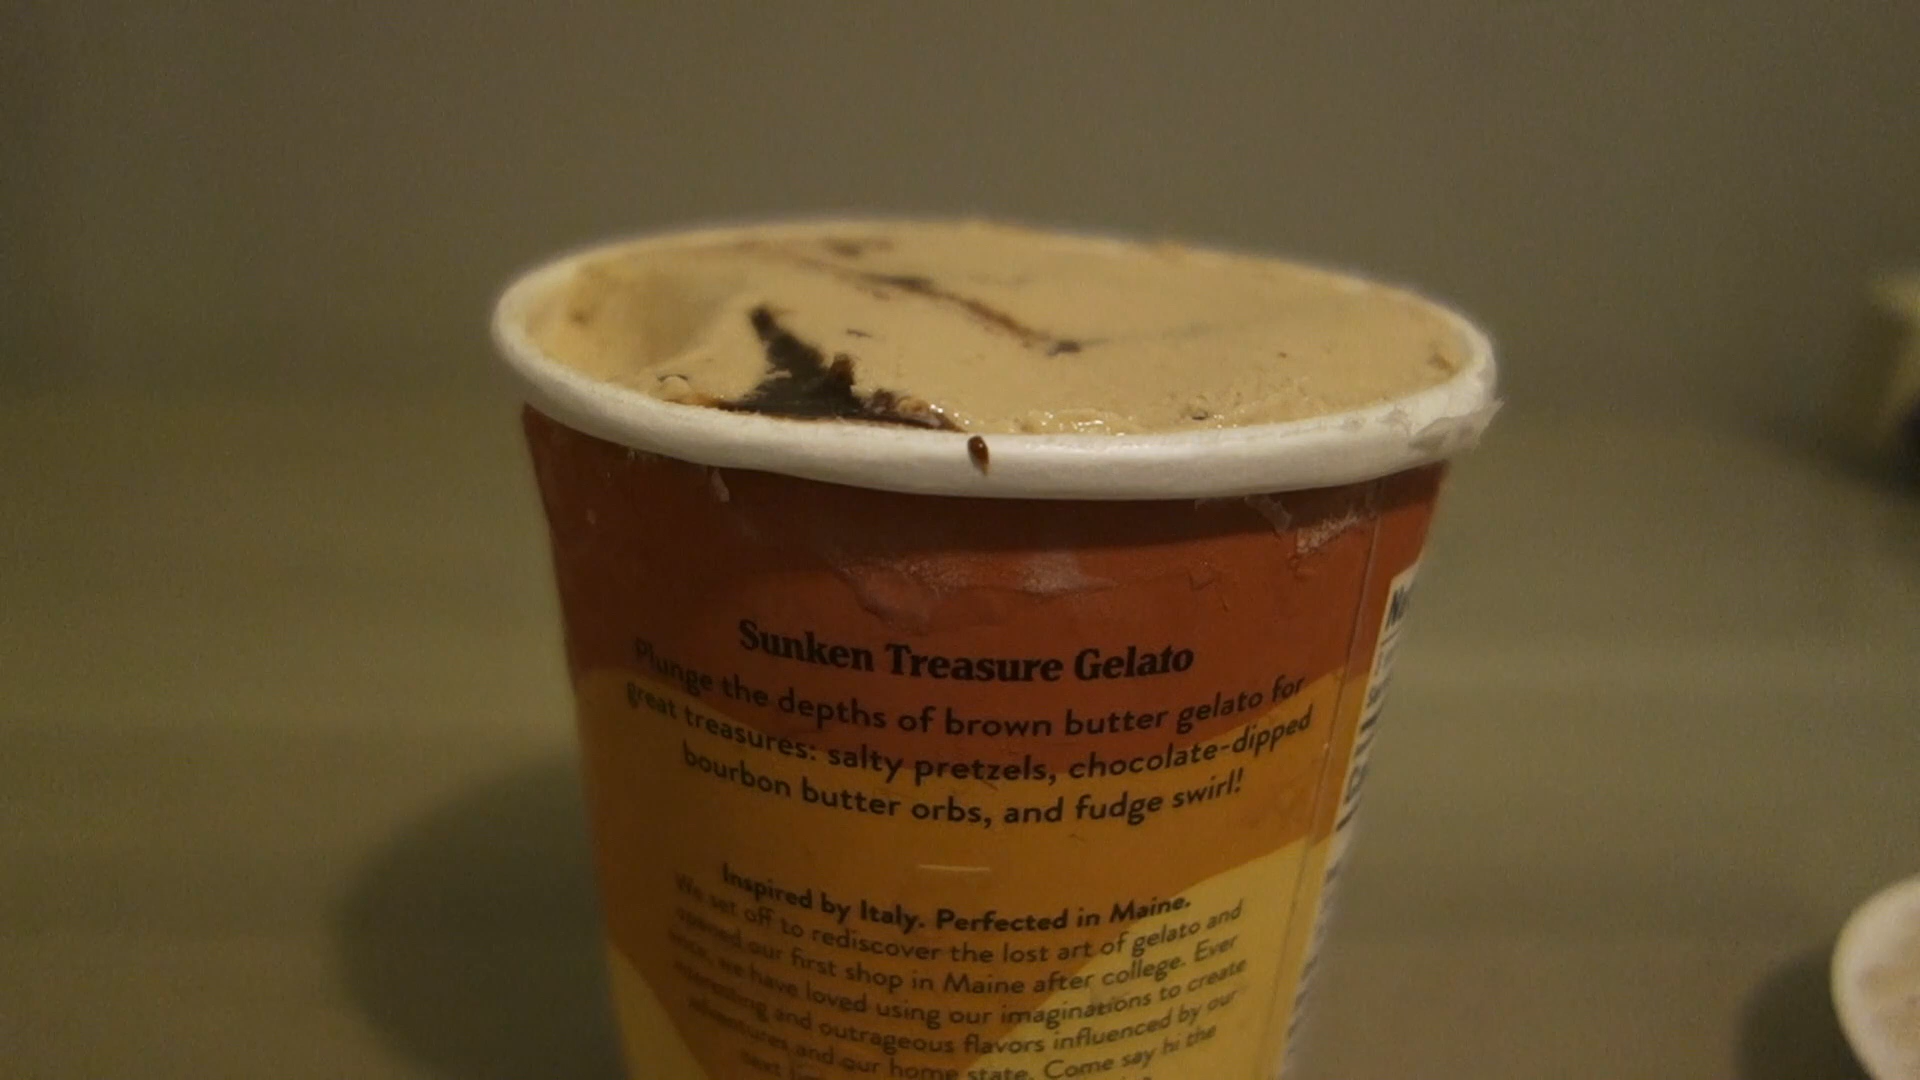 Sunken Treasure Gelato
Plunge the depths of brown butter gelato for
great treasures: salty pretzels, chocolate-dipped
bourbon butter orbs, and fudge swirl!
Inspired by Italy. Perfected in Maine.
We set off to rediscover the lost art of gelato and
opened our first shop in Maine after college. Ever
we have loved using our imaginations to create
and outrageous flavors influenced by our
adventures and our home state. Come say hi the
next